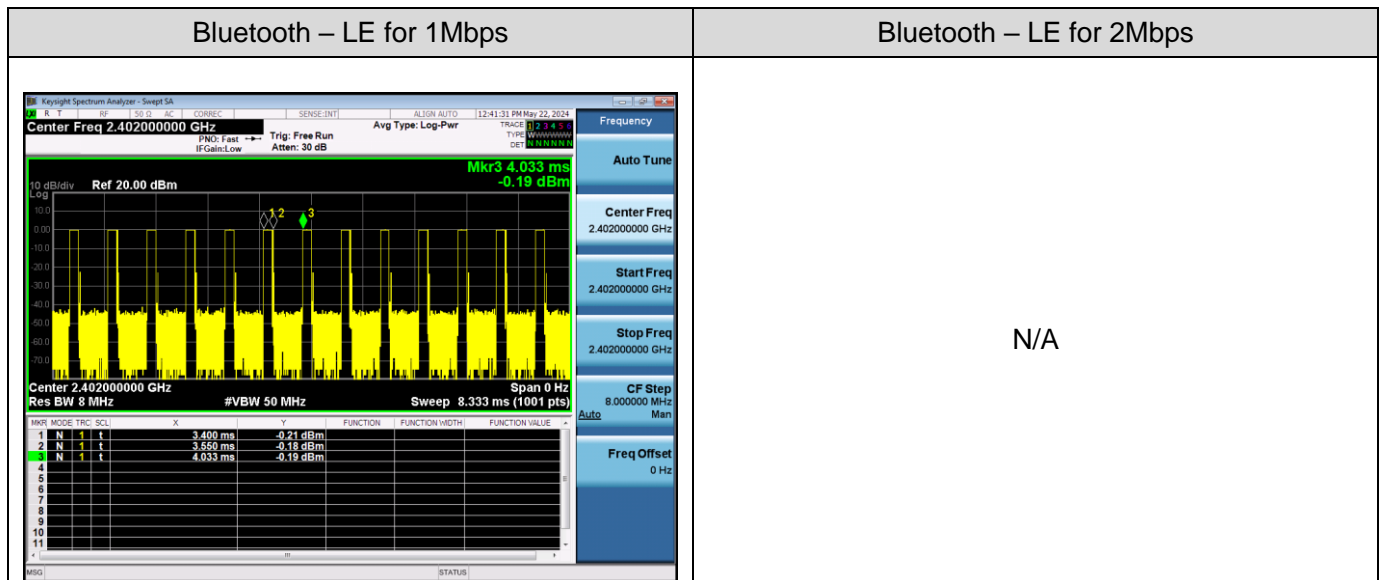 Bluetooth – LE for 1Mbps
Bluetooth – LE for 2Mbps
Keysight Spectrum Analyzer - Swept SA
R T RF 50 Ω AC CORREC SENSE:INT ALIGN AUTO 12:41:31 PM May 22, 2024
Center Freq 2.402000000 GHz
PNO: Fast
IFGain:Low
Trig: Free Run
Atten: 30 dB
Avg Type: Log-Pwr
TRACE 1 2 3 4 5 6
TYPE WWWWWW
DET N N N N N N
Mkr3 4.033 ms
-0.19 dBm
10 dB/div Ref 20.00 dBm
Log
10.0
0.00
-10.0
-20.0
-30.0
-40.0
-50.0
-60.0
-70.0
1 2 3
Center 2.402000000 GHz Span 0 Hz
Res BW 8 MHz #VBW 50 MHz Sweep 8.333 ms (1001 pts)
MKR MODE TRC SCL X Y FUNCTION FUNCTION WIDTH FUNCTION VALUE
1 N 1 t 3.400 ms -0.21 dBm
2 N 1 t 3.550 ms -0.18 dBm
3 N 1 t 4.033 ms -0.19 dBm
4
5
6
7
8
9
10
11
MSG STATUS
Frequency
Auto Tune
Center Freq
2.402000000 GHz
Start Freq
2.402000000 GHz
Stop Freq
2.402000000 GHz
CF Step
8.000000 MHz
Auto Man
Freq Offset
0 Hz
N/A